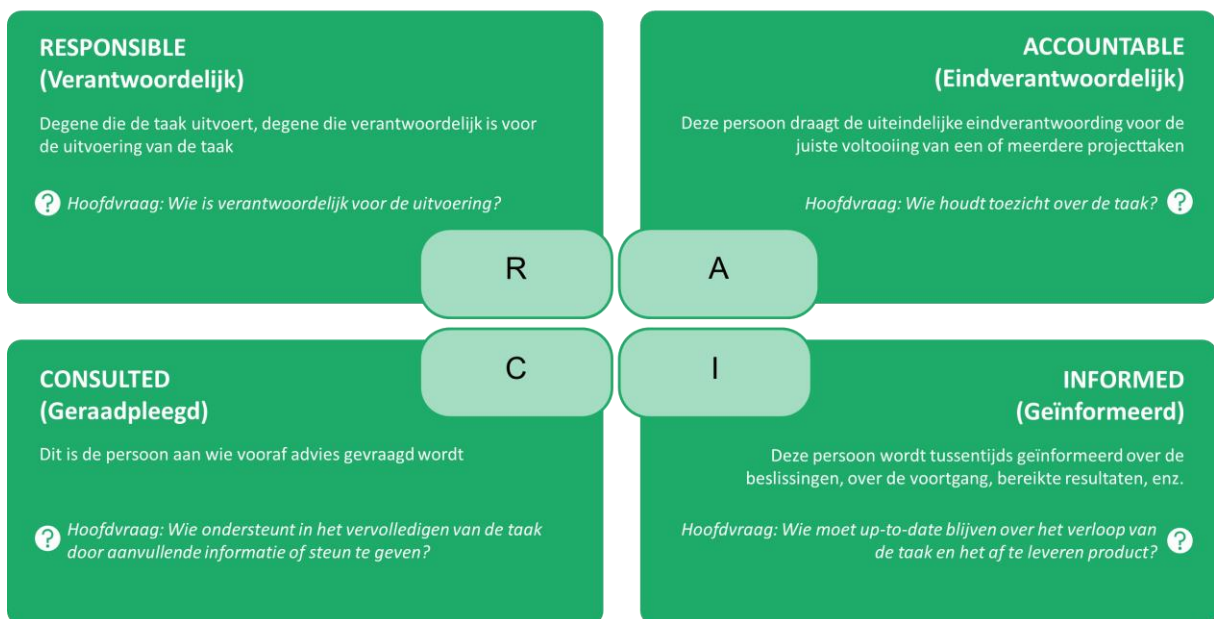 RESPONSIBLE
(Verantwoordelijk)
Degene die de taak uitvoert, degene die verantwoordelijk is voor
de uitvoering van de taak
? Hoofdvraag: Wie is verantwoordelijk voor de uitvoering?
R
ACCOUNTABLE
(Eindverantwoordelijk)
Deze persoon draagt de uiteindelijke eindverantwoording voor de
juiste voltooiing van een of meerdere projecttaken
Hoofdvraag: Wie houdt toezicht over de taak? ?
A
CONSULTED
(Geraadpleegd)
Dit is de persoon aan wie vooraf advies gevraagd wordt
? Hoofdvraag: Wie ondersteunt in het vervolledigen van de taak
door aanvullende informatie of steun te geven?
C
INFORMED
(Geïnformeerd)
Deze persoon wordt tussentijds geïnformeerd over de
beslissingen, over de voortgang, bereikte resultaten, enz.
Hoofdvraag: Wie moet up-to-date blijven over het verloop van
de taak en het af te leveren product? ?
I